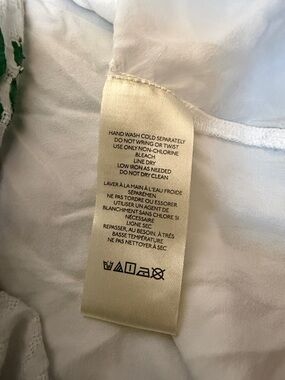 HAND WASH COLD SEPARATELY
DO NOT WRING OR TWIST
USE ONLY NON-CHLORINE
BLEACH
LINE DRY
LOW IRON AS NEEDED
DO NOT DRY CLEAN
LAVER À LA MAIN À L'EAU FROIDE
SÉPARÉMEN
NE PAS TORDRE OU ESSORER
UTILISER UN AGENT DE
BLANCHIMENT SANS CHLORE SI
NÉCESSAIRE
LIGNE SEC
REPASSER, AU BESOIN, À TRÈS
BASSE TEMPÉRATURE
NE PAS NETTOYER À SEC